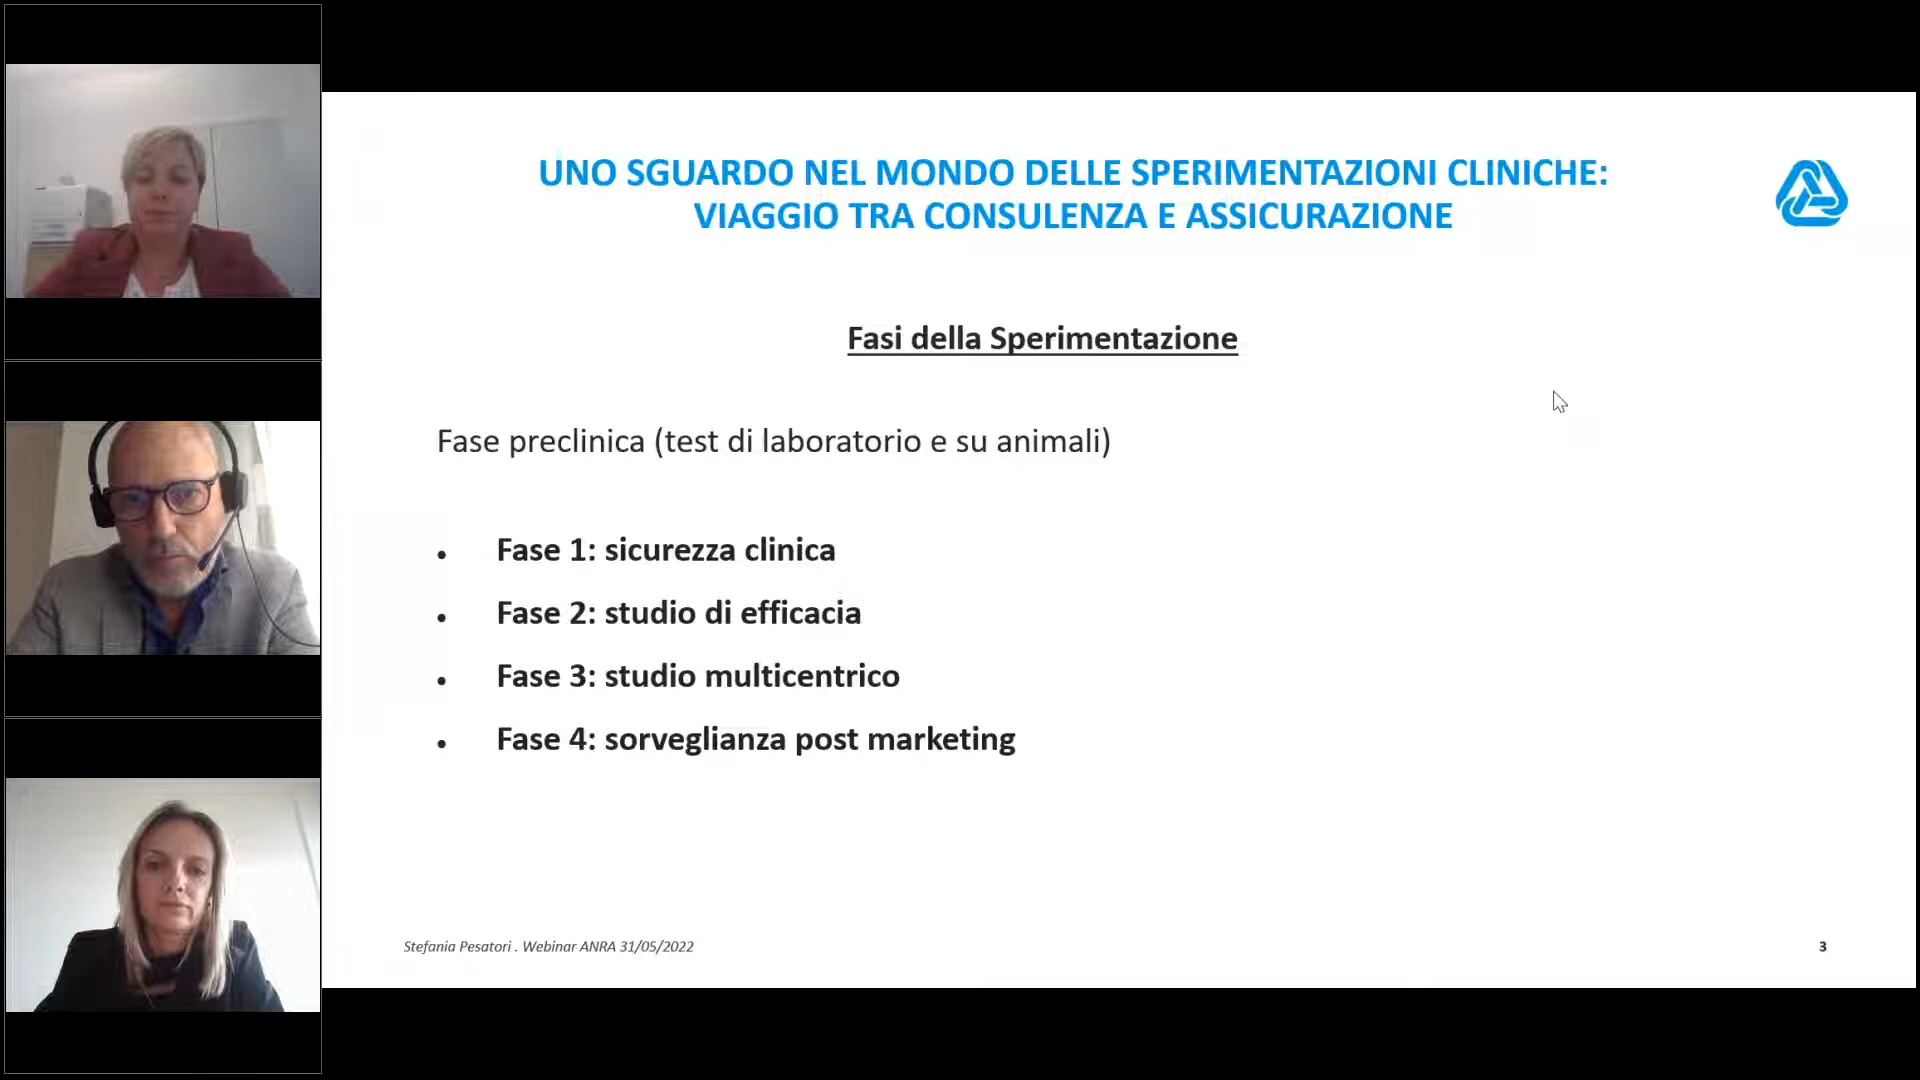 UNO SGUARDO NEL MONDO DELLE SPERIMENTAZIONI CLINICHE:
VIAGGIO TRA CONSULENZA E ASSICURAZIONE
Fasi della Sperimentazione
Fase preclinica (test di laboratorio e su animali)
• Fase 1: sicurezza clinica
• Fase 2: studio di efficacia
• Fase 3: studio multicentrico
• Fase 4: sorveglianza post marketing
Stefania Pesatori . Webinar ANRA 31/05/2022
3